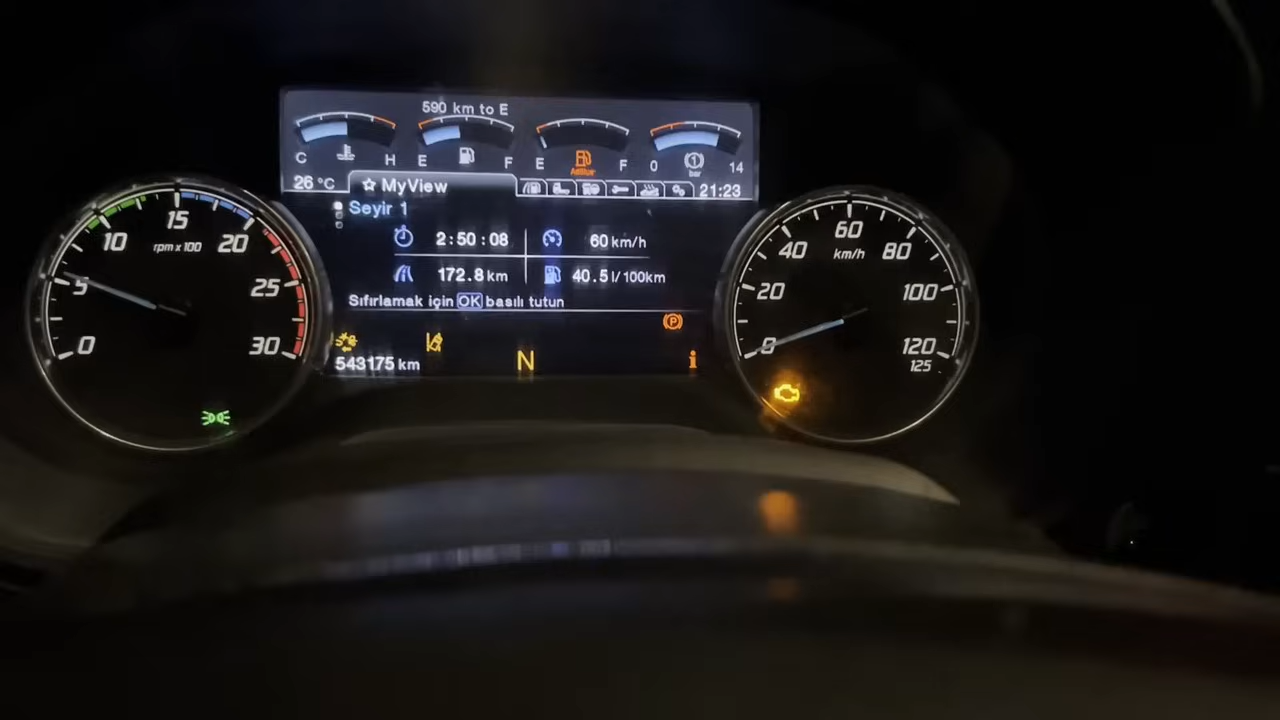 590 km to E
C H E F E F 0 14
AdBlue bar
26 °C MyView 21:23
Seyir 1
2:50:08 60 km/h
172.8 km 40.5 l/100km
Sıfırlamak için OK basılı tutun
P
543175 km N i
0 5 10 15 20 25 30
rpm x 100
0 20 40 60 80 100 120 125
km/h